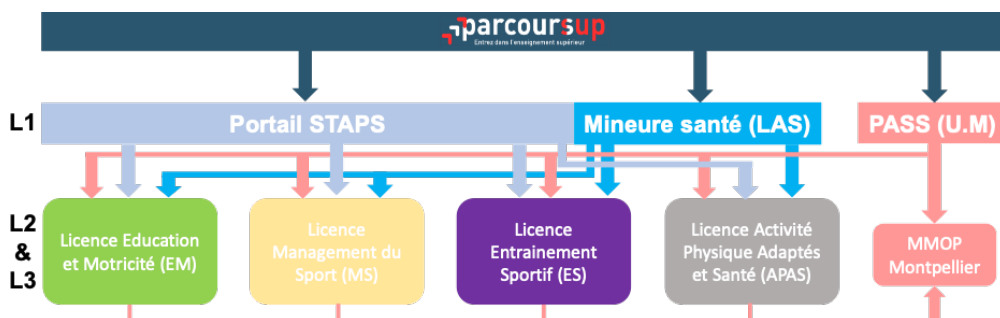 parcoursup
Entrez dans l'enseignement supérieur
L1
Portail STAPS
Mineure santé (LAS)
PASS (U.M)
L2
&
L3
Licence Education
et Motricité (EM)
Licence
Management du
Sport (MS)
Licence
Entrainement
Sportif (ES)
Licence Activité
Physique Adaptés
et Santé (APAS)
MMOP
Montpellier